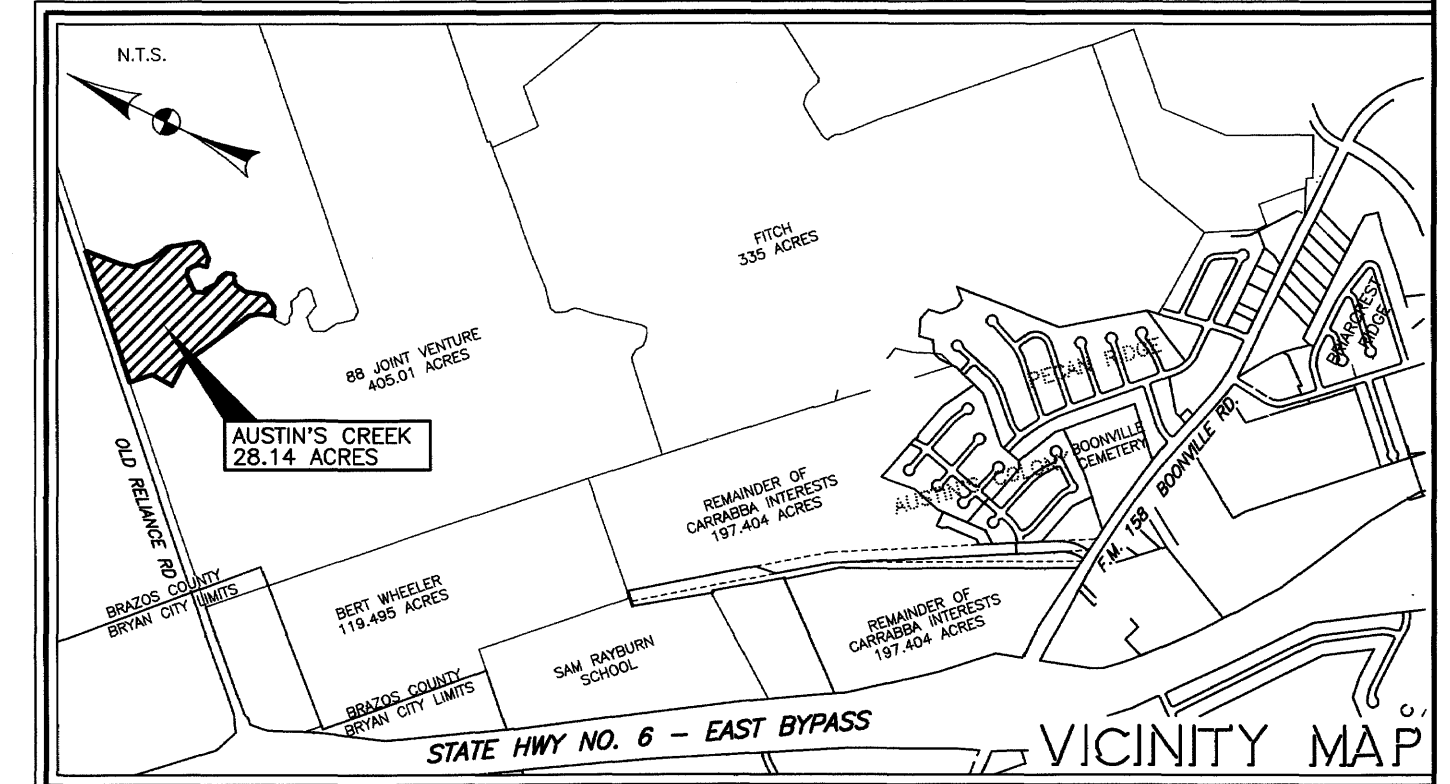 N.T.S.
FITCH
335 ACRES
88 JOINT VENTURE
405.01 ACRES
AUSTIN'S CREEK
28.14 ACRES
OLD RELIANCE RD
PECAN RIDGE
BRIARCREST
RIDGE
BOONVILLE
CEMETERY
AUSTIN'S COLONY
REMAINDER OF
CARRABBA INTERESTS
197.404 ACRES
F.M. 158 BOONVILLE RD.
BRAZOS COUNTY
BRYAN CITY LIMITS
BERT WHEELER
119.495 ACRES
REMAINDER OF
CARRABBA INTERESTS
197.404 ACRES
SAM RAYBURN
SCHOOL
BRAZOS COUNTY
BRYAN CITY LIMITS
STATE HWY NO. 6 – EAST BYPASS
VICINITY MAP